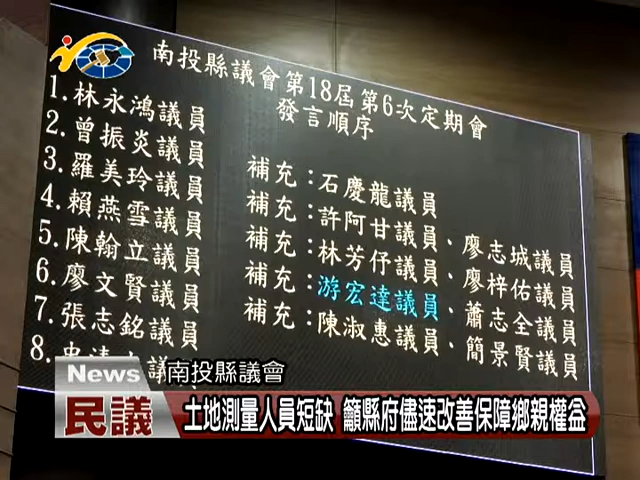 南投縣議會第18屆第6次定期會
發言順序
1.林永鴻議員
2.曾振炎議員 補充:石慶龍議員
3.羅美玲議員 補充:許阿甘議員、廖志城議員
4.賴燕雪議員 補充:林芳伃議員、廖梓佑議員
5.陳翰立議員 補充:游宏達議員、蕭志全議員
6.廖文賢議員 補充:陳淑惠議員、簡景賢議員
7.張志銘議員
8.
議員
News 南投縣議會
民議 土地測量人員短缺 籲縣府儘速改善保障鄉親權益